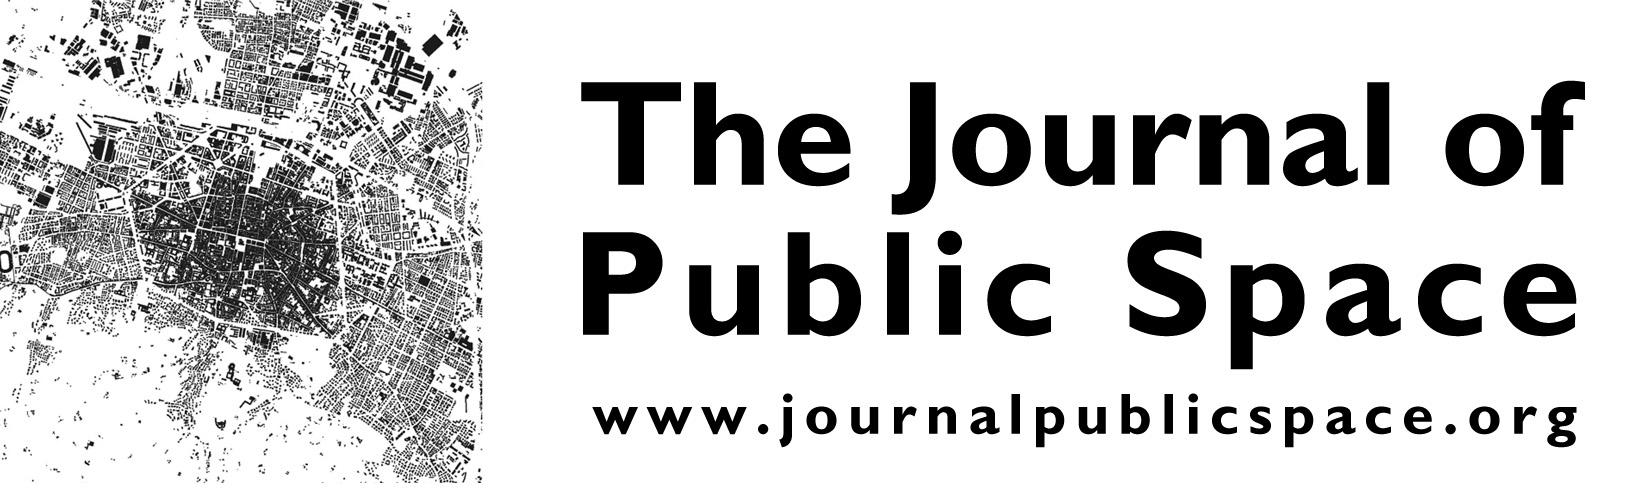 The Journal of
Public Space
www.journalpublicspace.org